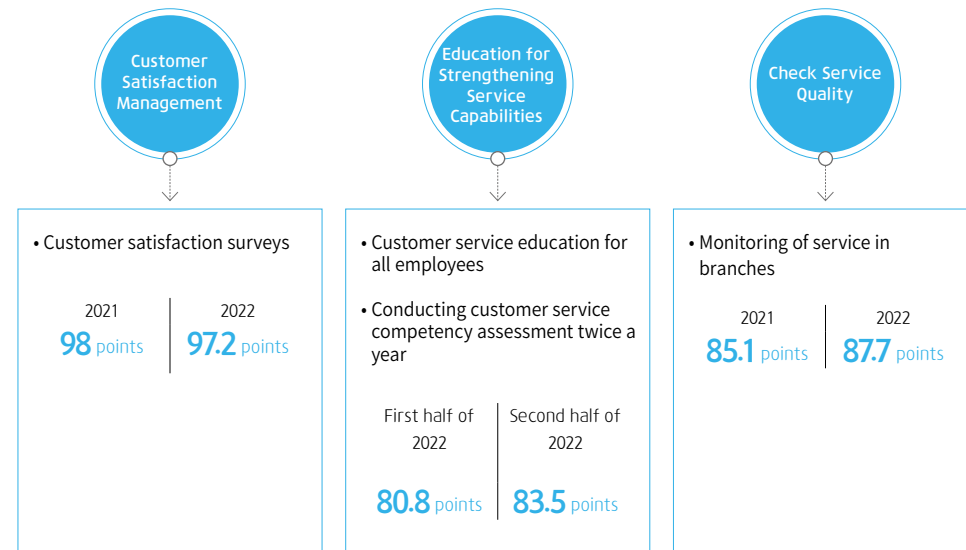 Customer
Satisfaction
Management
• Customer satisfaction surveys
2021
98 points
2022
97.2 points
Education for
Strengthening
Service
Capabilities
• Customer service education for
all employees
• Conducting customer service
competency assessment twice a
year
First half of
2022
80.8 points
Second half of
2022
83.5 points
Check Service
Quality
• Monitoring of service in
branches
2021
85.1 points
2022
87.7 points